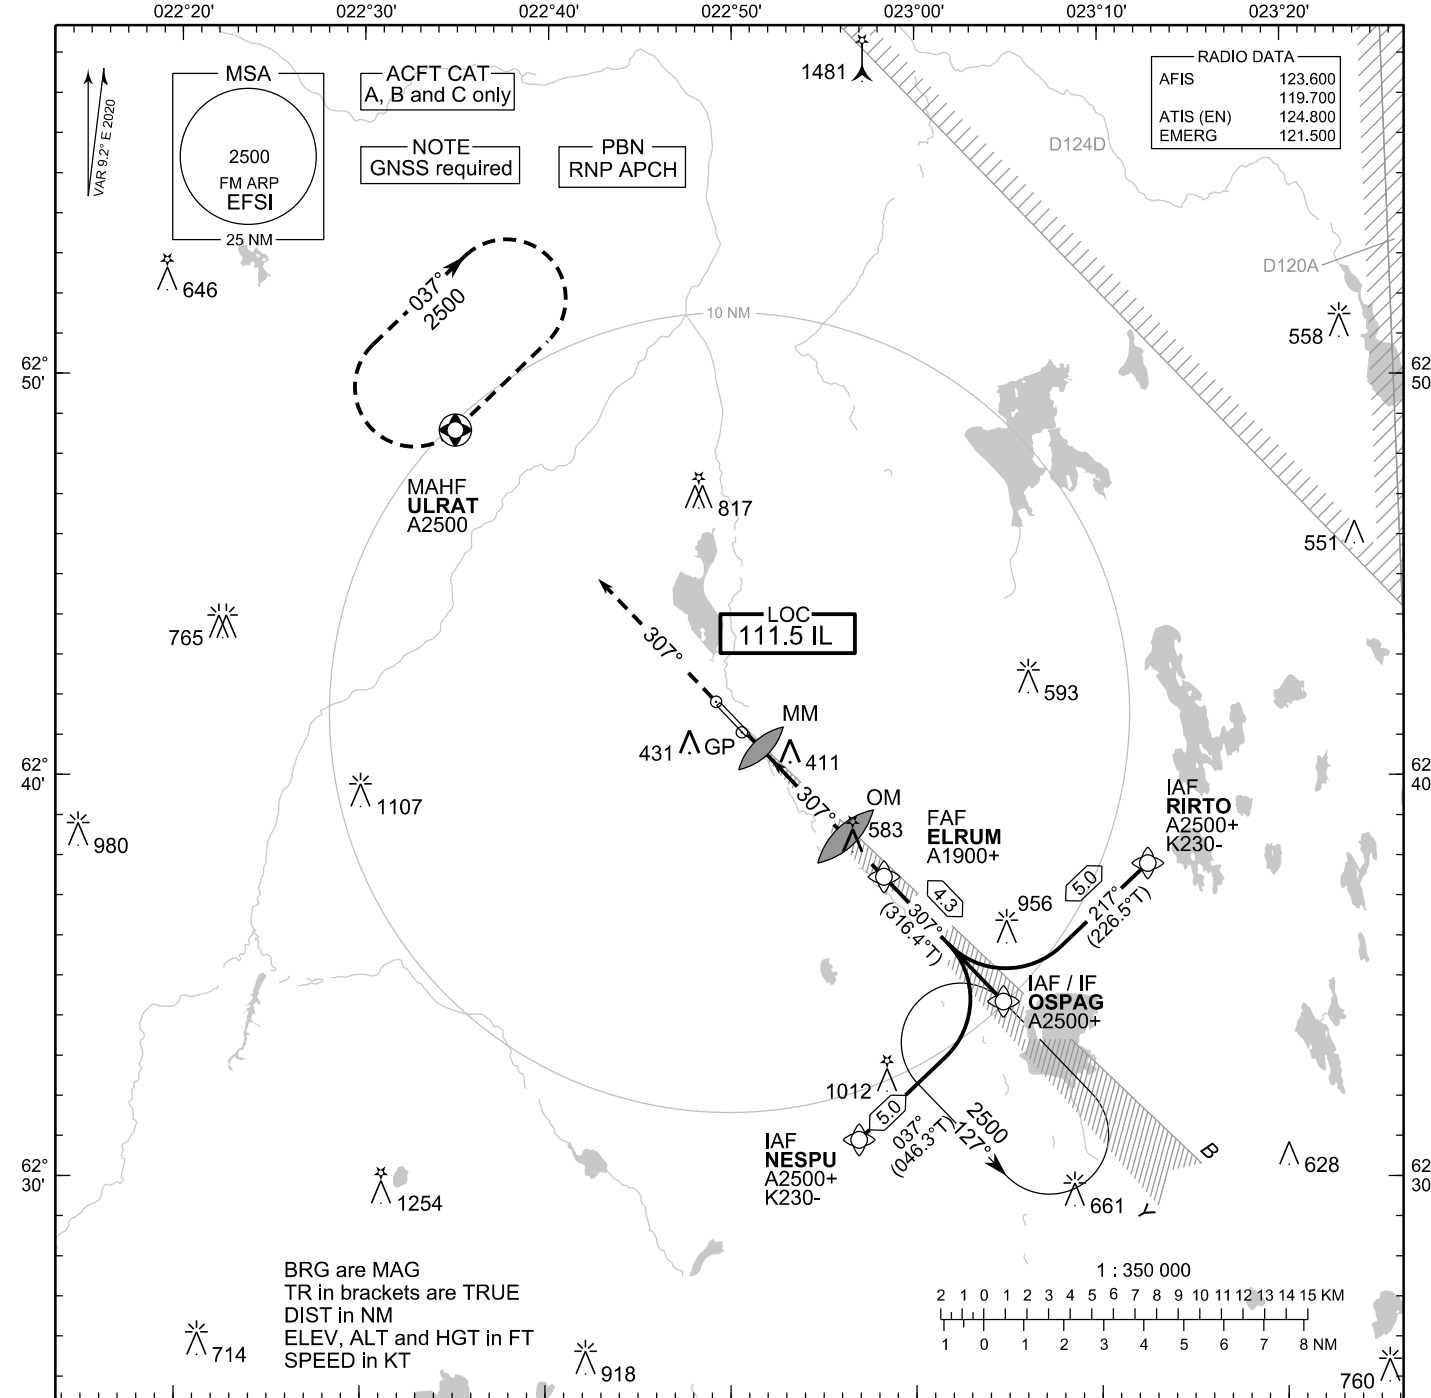 022°20' 022°30' 022°40' 022°50' 023°00' 023°10' 023°20'
VAR 9.2° E 2020
MSA
2500
FM ARP
EFSI
25 NM
ACFT CAT
A, B and C only
NOTE
GNSS required
PBN
RNP APCH
1481
RADIO DATA
AFIS 123.600
119.700
ATIS (EN) 124.800
EMERG 121.500
D124D
D120A
646
037°
2500
10 NM
558
62°
50'
62
50
MAHF
ULRAT
A2500
817
551
LOC
111.5 IL
765
307°
593
MM
431
GP
411
62°
40'
62
40
1107
307°
OM
583
980
FAF
ELRUM
A1900+
IAF
RIRTO
A2500+
K230-
4.3
5.0
956
307°
(316.4°T)
217°
(226.5°T)
IAF / IF
OSPAG
A2500+
1012
5.0
037°
(046.3°T)
2500
127°
IAF
NESPU
A2500+
K230-
B
Y
628
661
62°
30'
62
30
1254
BRG are MAG
TR in brackets are TRUE
DIST in NM
ELEV, ALT and HGT in FT
SPEED in KT
1 : 350 000
2 1 0 1 2 3 4 5 6 7 8 9 10 11 12 13 14 15 KM
1 0 1 2 3 4 5 6 7 8 NM
714
918
760